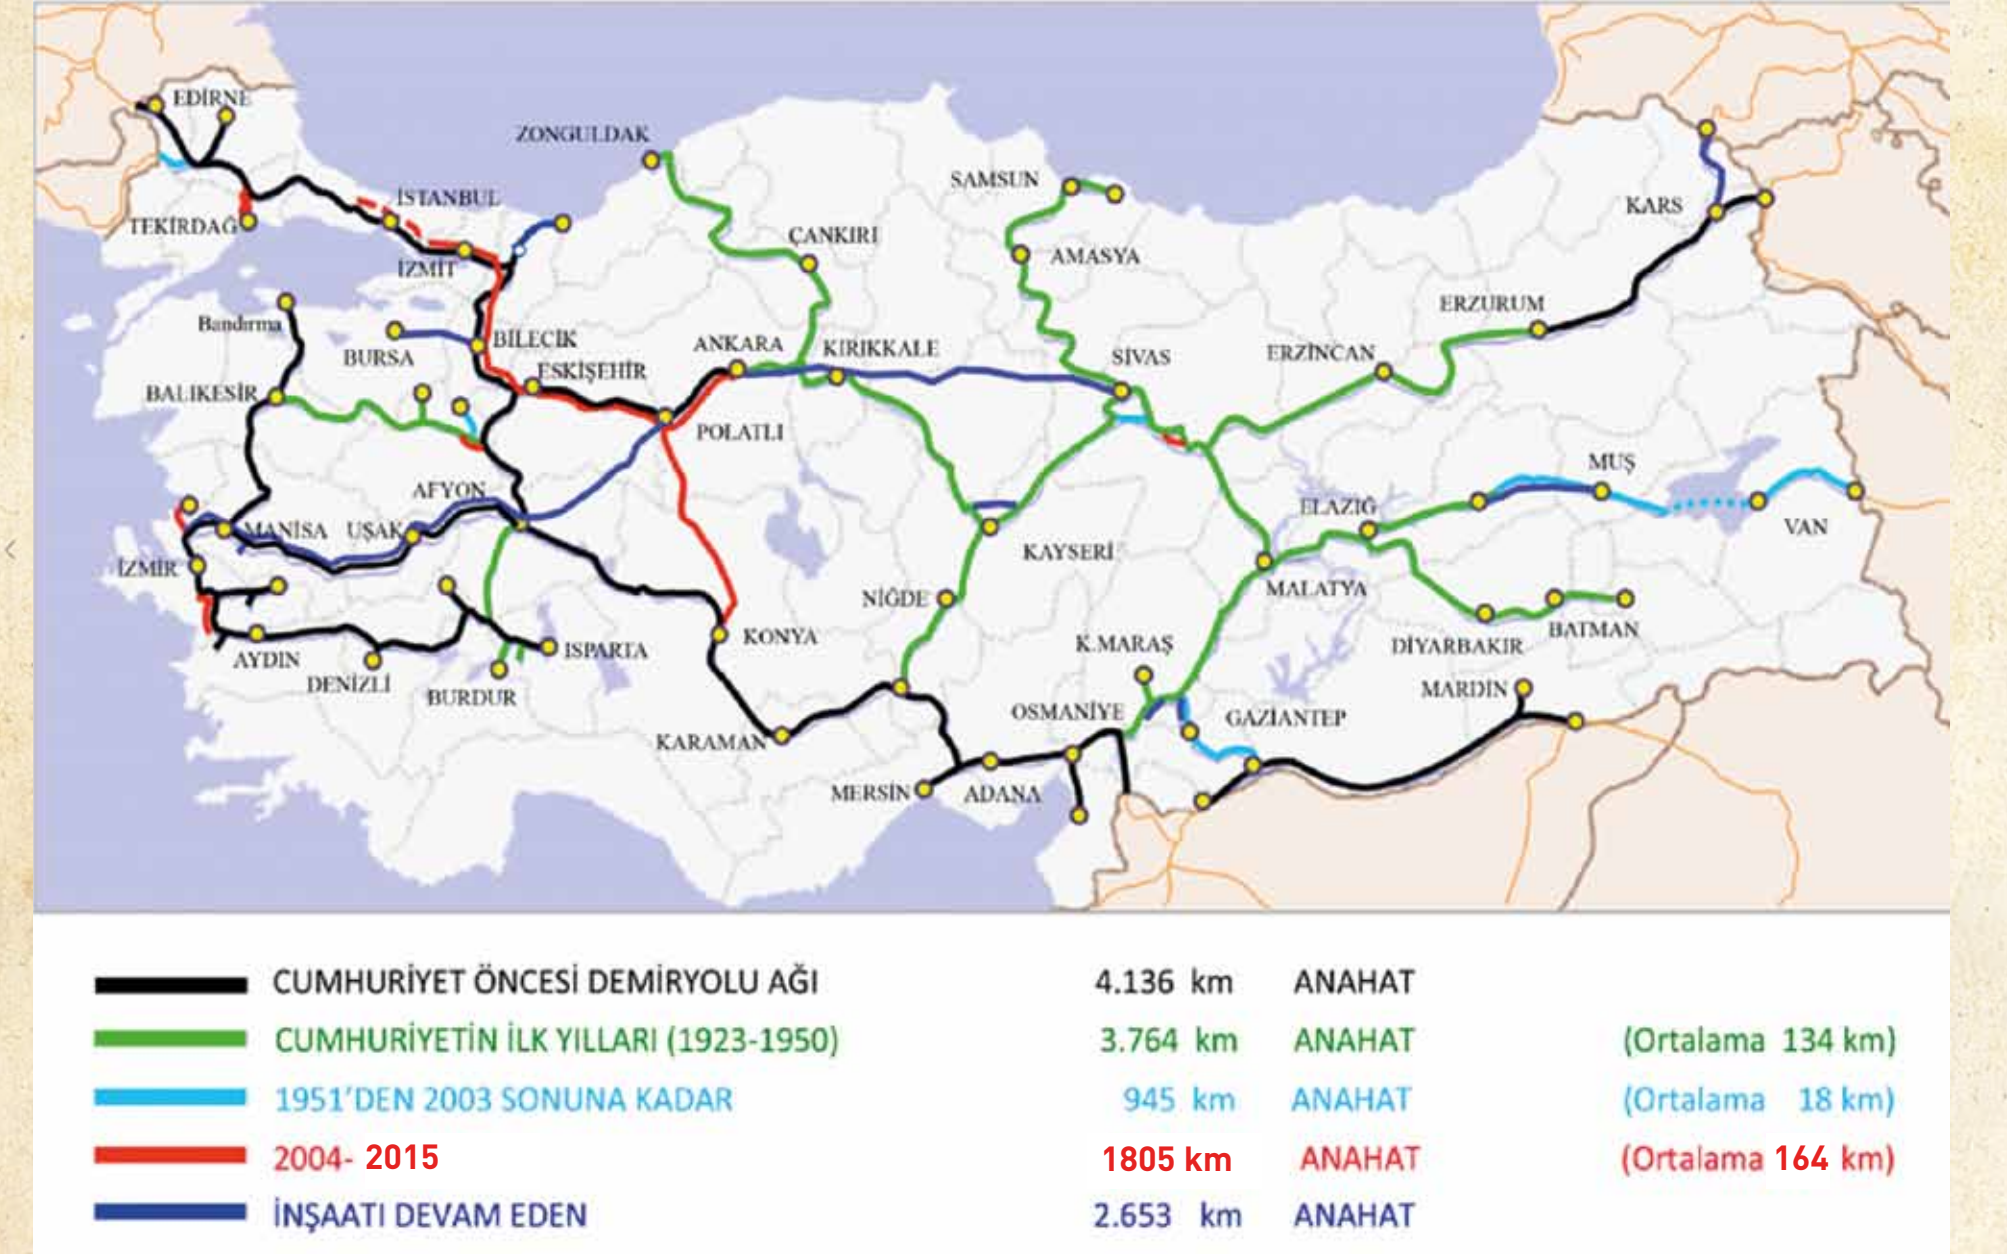 EDİRNE
ZONGULDAK
SAMSUN
İSTANBUL
KARS
TEKİRDAĞ
ÇANKIRI
AMASYA
İZMİT
ERZURUM
Bandırma
BİLECİK
BURSA
ANKARA
KIRIKKALE
SİVAS
ERZİNCAN
ESKİŞEHİR
BALIKESİR
POLATLI
MUŞ
AFYON
ELAZIĞ
MANİSA
UŞAK
VAN
KAYSERİ
İZMİR
MALATYA
NİĞDE
BATMAN
KONYA
K.MARAŞ
DİYARBAKIR
ISPARTA
AYDIN
DENİZLİ
MARDİN
BURDUR
OSMANİYE
GAZİANTEP
KARAMAN
MERSİN
ADANA
CUMHURİYET ÖNCESİ DEMİRYOLU AĞI 4.136 km ANAHAT
CUMHURİYETİN İLK YILLARI (1923-1950) 3.764 km ANAHAT (Ortalama 134 km)
1951'DEN 2003 SONUNA KADAR 945 km ANAHAT (Ortalama 18 km)
2004- 2015 1805 km ANAHAT (Ortalama 164 km)
İNŞAATI DEVAM EDEN 2.653 km ANAHAT